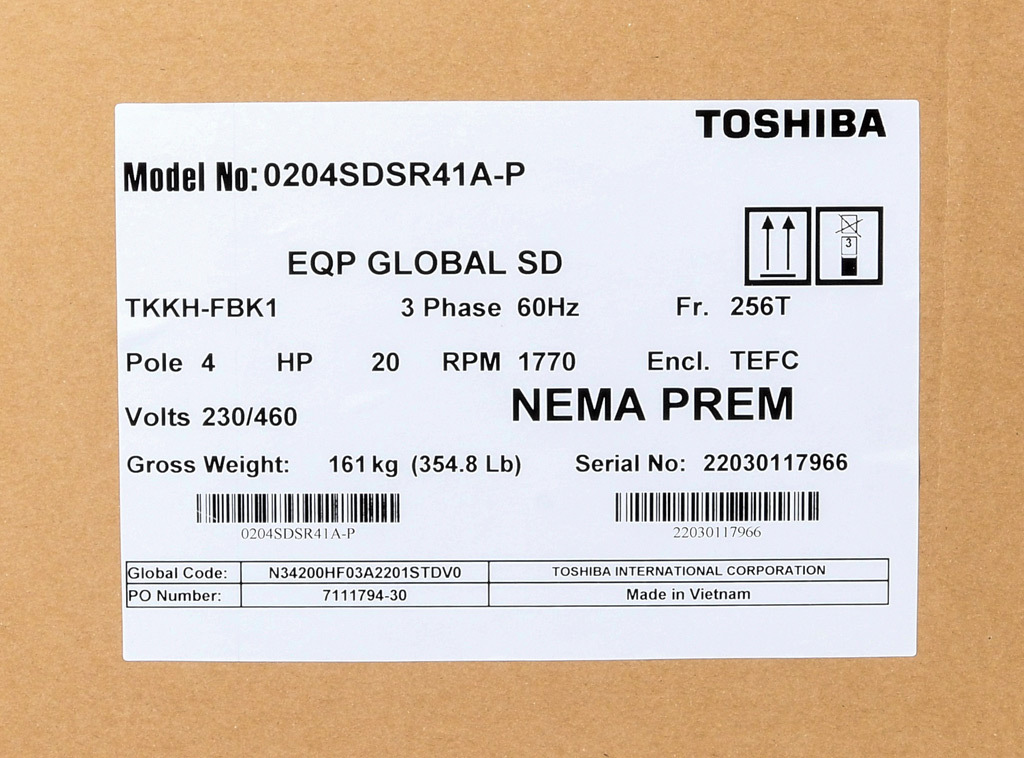 TOSHIBA
Model No: 0204SDSR41A-P
3
EQP GLOBAL SD
TKKH-FBK1 3 Phase 60Hz Fr. 256T
Pole 4 HP 20 RPM 1770 Encl. TEFC
Volts 230/460 NEMA PREM
Gross Weight: 161 kg (354.8 Lb) Serial No: 22030117966
0204SDSR41A-P 22030117966
Global Code: N34200HF03A2201STDV0 TOSHIBA INTERNATIONAL CORPORATION
PO Number: 7111794-30 Made in Vietnam